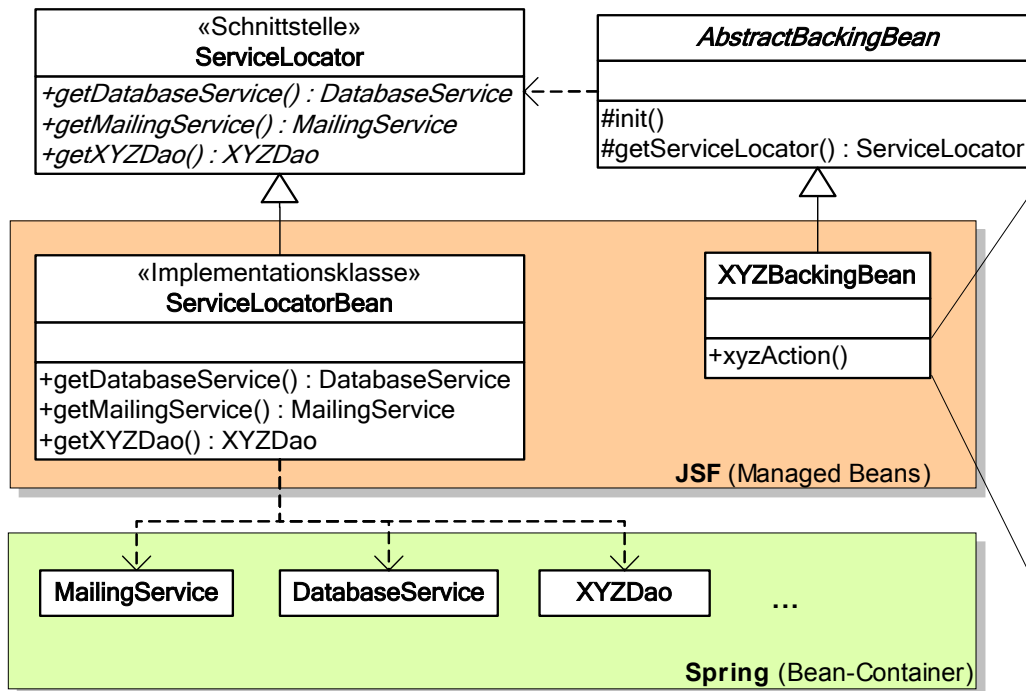 «Schnittstelle»
ServiceLocator
+getDatabaseService() : DatabaseService
+getMailingService() : MailingService
+getXYZDao() : XYZDao
AbstractBackingBean
#init()
#getServiceLocator() : ServiceLocator
«Implementationsklasse»
ServiceLocatorBean
+getDatabaseService() : DatabaseService
+getMailingService() : MailingService
+getXYZDao() : XYZDao
XYZBackingBean
+xyzAction()
JSF (Managed Beans)
MailingService
DatabaseService
XYZDao
...
Spring (Bean-Container)